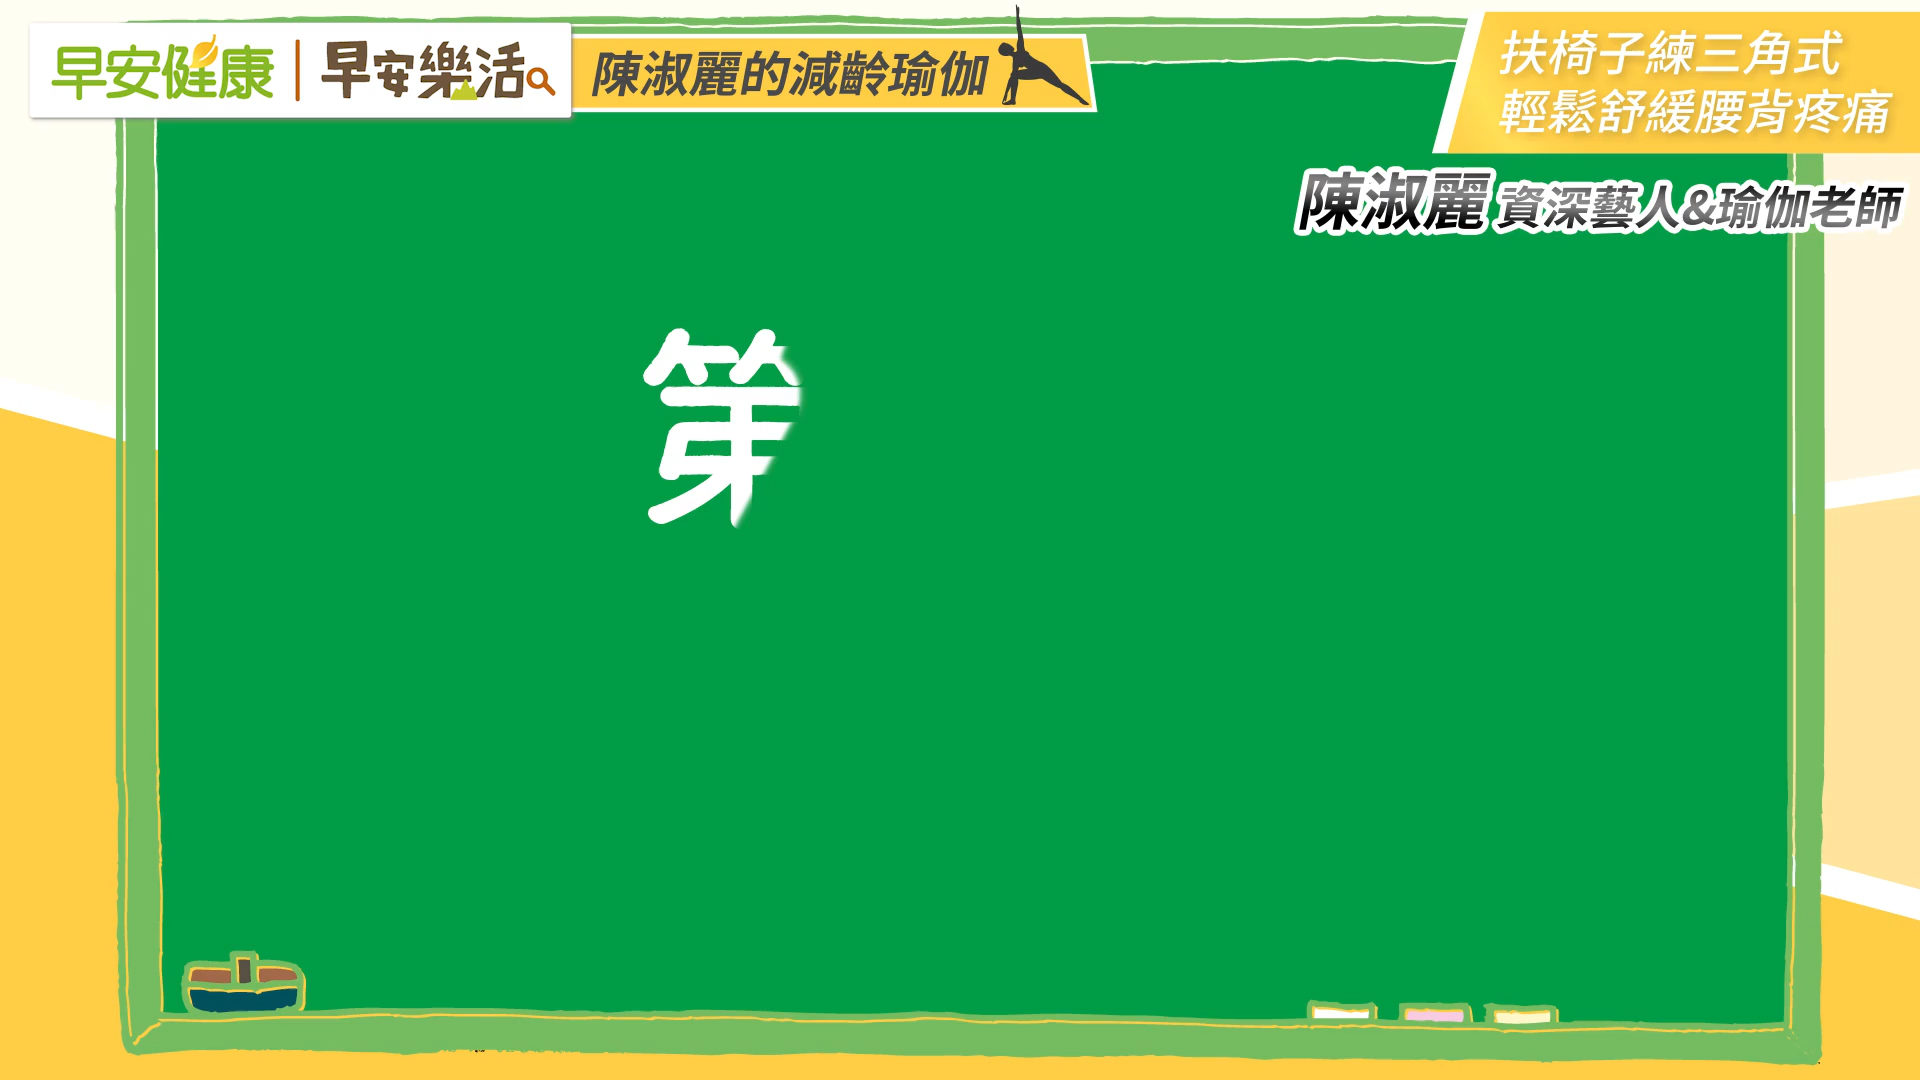 早安健康
早安樂活
陳淑麗的減齡瑜伽
扶椅子練三角式
輕鬆舒緩腰背疼痛
陳淑麗 資深藝人&瑜伽老師
第